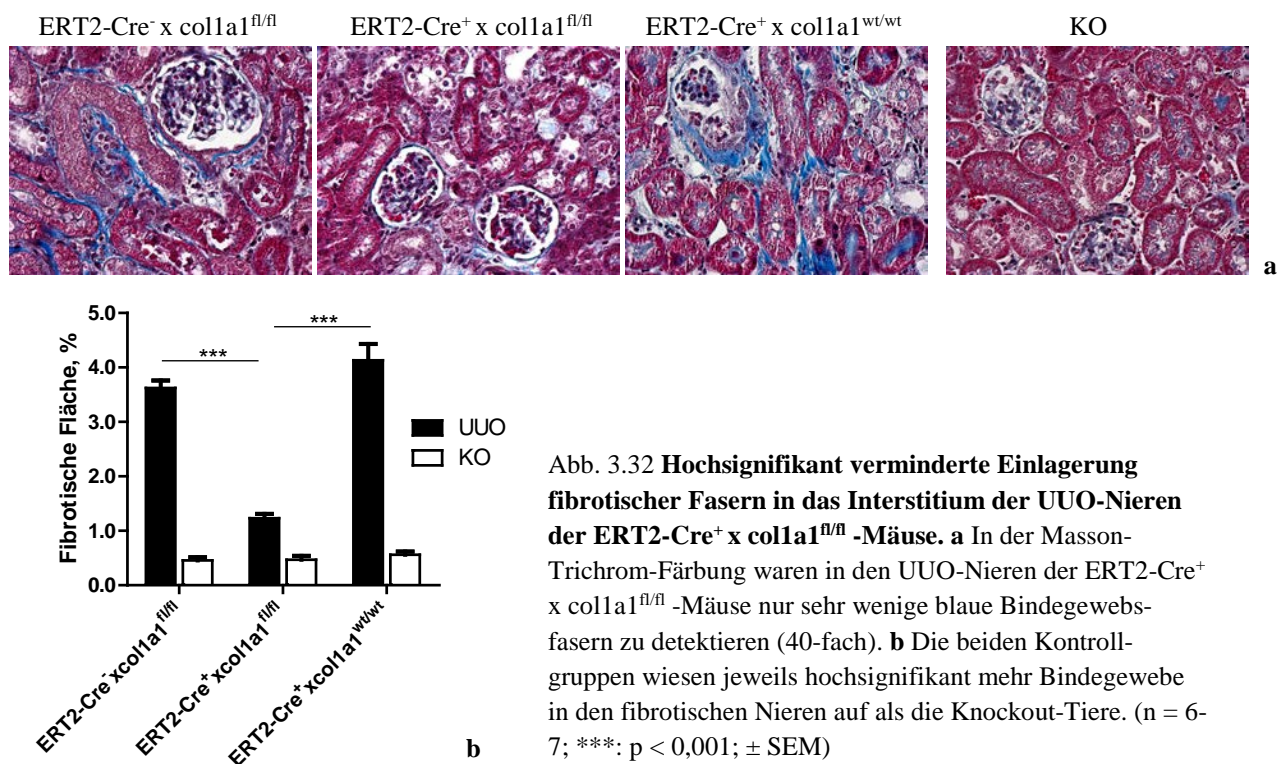 ERT2-Cre⁻ x col1a1ᶠˡ/ᶠˡ
ERT2-Cre⁺ x col1a1ᶠˡ/ᶠˡ
ERT2-Cre⁺ x col1a1ʷᵗ/ʷᵗ
KO
a
Fibrotische Fläche, %
5.0
4.0
3.0
2.0
1.0
0.0
***
***
UUO
KO
ERT2-Cre⁻xcol1a1ᶠˡ/ᶠˡ
ERT2-Cre⁺xcol1a1ᶠˡ/ᶠˡ
ERT2-Cre⁺xcol1a1ʷᵗ/ʷᵗ
b
Abb. 3.32 Hochsignifikant verminderte Einlagerung
fibrotischer Fasern in das Interstitium der UUO-Nieren
der ERT2-Cre⁺ x col1a1ᶠˡ/ᶠˡ -Mäuse. a In der Masson-
Trichrom-Färbung waren in den UUO-Nieren der ERT2-Cre⁺
x col1a1ᶠˡ/ᶠˡ -Mäuse nur sehr wenige blaue Bindegewebs-
fasern zu detektieren (40-fach). b Die beiden Kontroll-
gruppen wiesen jeweils hochsignifikant mehr Bindegewebe
in den fibrotischen Nieren auf als die Knockout-Tiere. (n = 6-
7; ***: p < 0,001; ± SEM)